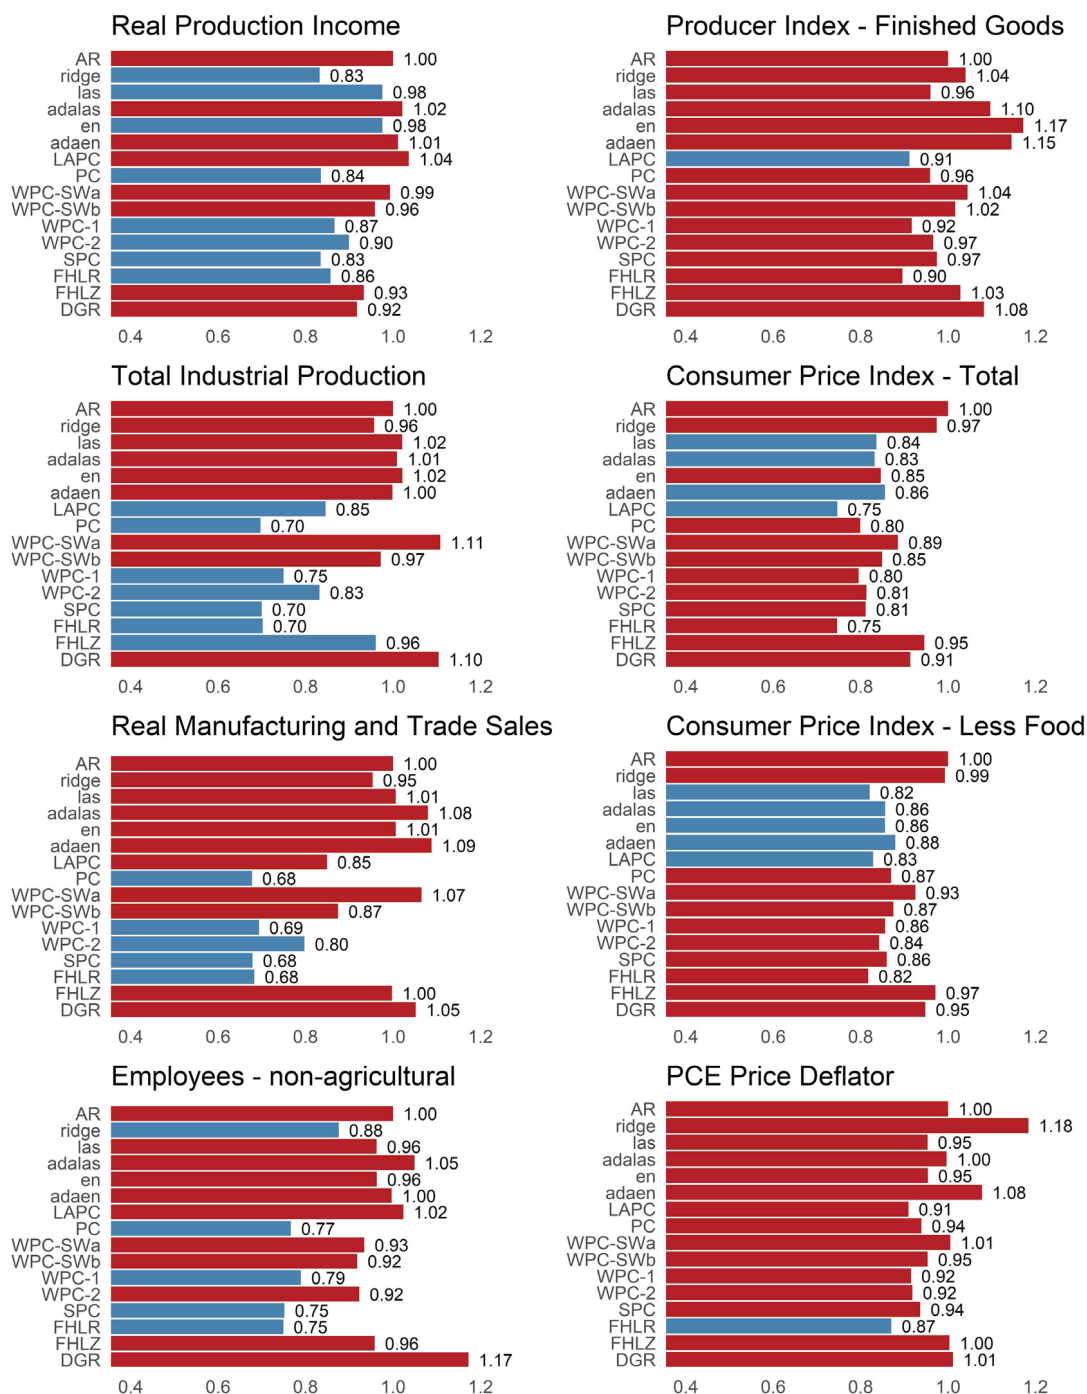 Real Production Income
AR 1.00
ridge 0.83
las 0.98
adalas 1.02
en 0.98
adaen 1.01
LAPC 1.04
PC 0.84
WPC-SWa 0.99
WPC-SWb 0.96
WPC-1 0.87
WPC-2 0.90
SPC 0.83
FHLR 0.86
FHLZ 0.93
DGR 0.92
0.4 0.6 0.8 1.0 1.2
Producer Index - Finished Goods
AR 1.00
ridge 1.04
las 0.96
adalas 1.10
en 1.17
adaen 1.15
LAPC 0.91
PC 0.96
WPC-SWa 1.04
WPC-SWb 1.02
WPC-1 0.92
WPC-2 0.97
SPC 0.97
FHLR 0.90
FHLZ 1.03
DGR 1.08
0.4 0.6 0.8 1.0 1.2
Total Industrial Production
AR 1.00
ridge 0.96
las 1.02
adalas 1.01
en 1.02
adaen 1.00
LAPC 0.85
PC 0.70
WPC-SWa 1.11
WPC-SWb 0.97
WPC-1 0.75
WPC-2 0.83
SPC 0.70
FHLR 0.70
FHLZ 0.96
DGR 1.10
0.4 0.6 0.8 1.0 1.2
Consumer Price Index - Total
AR 1.00
ridge 0.97
las 0.84
adalas 0.83
en 0.85
adaen 0.86
LAPC 0.75
PC 0.80
WPC-SWa 0.89
WPC-SWb 0.85
WPC-1 0.80
WPC-2 0.81
SPC 0.81
FHLR 0.75
FHLZ 0.95
DGR 0.91
0.4 0.6 0.8 1.0 1.2
Real Manufacturing and Trade Sales
AR 1.00
ridge 0.95
las 1.01
adalas 1.08
en 1.01
adaen 1.09
LAPC 0.85
PC 0.68
WPC-SWa 1.07
WPC-SWb 0.87
WPC-1 0.69
WPC-2 0.80
SPC 0.68
FHLR 0.68
FHLZ 1.00
DGR 1.05
0.4 0.6 0.8 1.0 1.2
Consumer Price Index - Less Food
AR 1.00
ridge 0.99
las 0.82
adalas 0.86
en 0.86
adaen 0.88
LAPC 0.83
PC 0.87
WPC-SWa 0.93
WPC-SWb 0.87
WPC-1 0.86
WPC-2 0.84
SPC 0.86
FHLR 0.82
FHLZ 0.97
DGR 0.95
0.4 0.6 0.8 1.0 1.2
Employees - non-agricultural
AR 1.00
ridge 0.88
las 0.96
adalas 1.05
en 0.96
adaen 1.00
LAPC 1.02
PC 0.77
WPC-SWa 0.93
WPC-SWb 0.92
WPC-1 0.79
WPC-2 0.92
SPC 0.75
FHLR 0.75
FHLZ 0.96
DGR 1.17
0.4 0.6 0.8 1.0 1.2
PCE Price Deflator
AR 1.00
ridge 1.18
las 0.95
adalas 1.00
en 0.95
adaen 1.08
LAPC 0.91
PC 0.94
WPC-SWa 1.01
WPC-SWb 0.95
WPC-1 0.92
WPC-2 0.92
SPC 0.94
FHLR 0.87
FHLZ 1.00
DGR 1.01
0.4 0.6 0.8 1.0 1.2